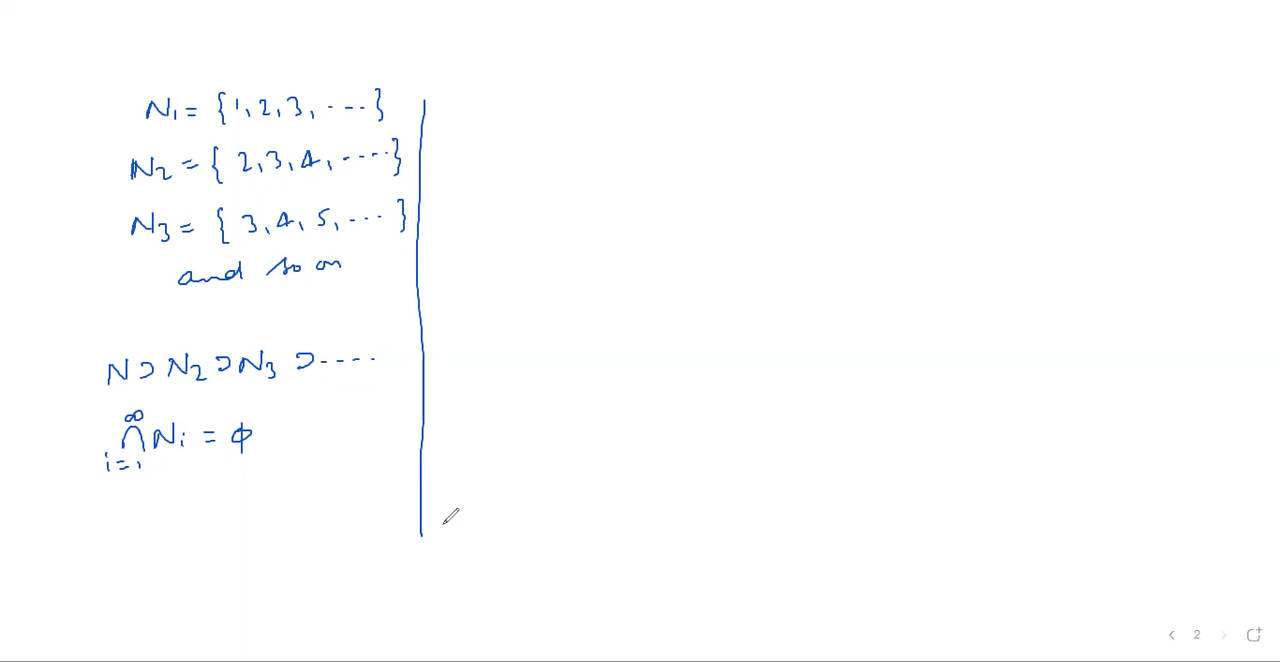 N₁ = {1, 2, 3, ....}
N₂ = { 2, 3, 4, .....}
N₃ = { 3, 4, 5, ... }
and so on
N ⊃ N₂ ⊃ N₃ ⊃ ....
∞
∩ Nᵢ = ϕ
i=1
2